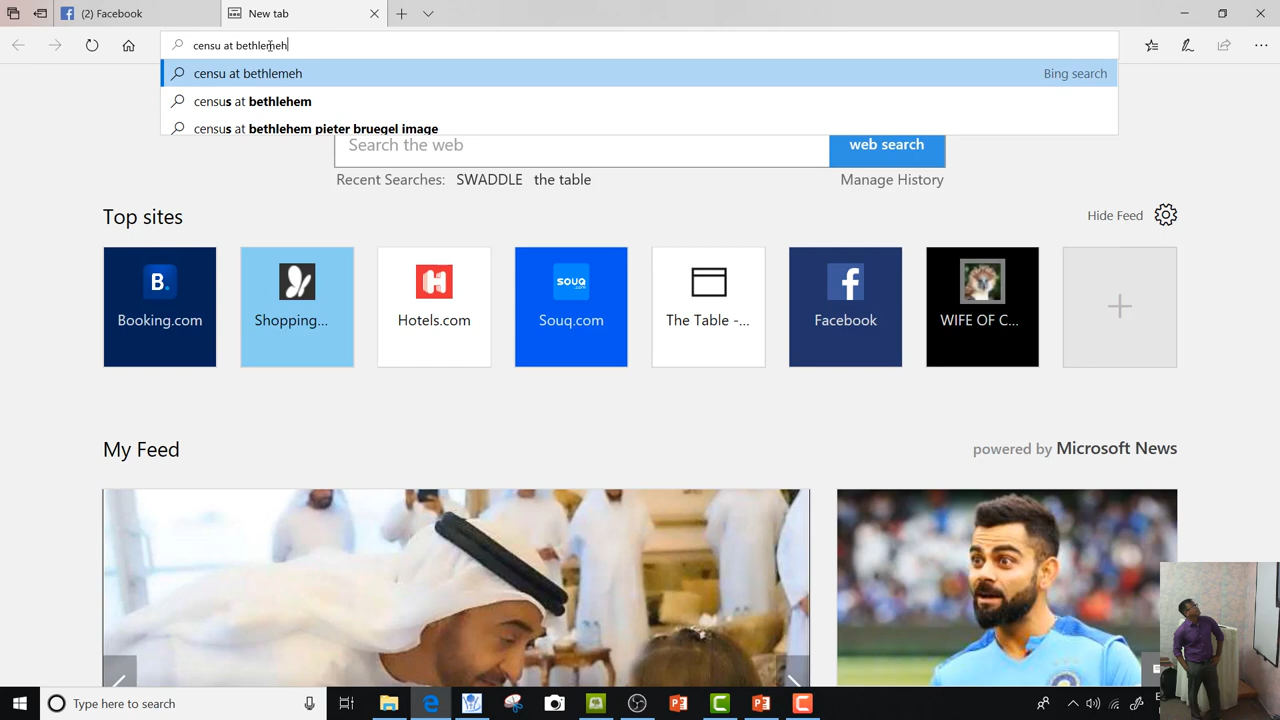 (2) Facebook
New tab
censu at bethlemeh
censu at bethlemeh
Bing search
census at bethlehem
census at bethlehem pieter bruegel image
Search the web
web search
Recent Searches: SWADDLE the table
Manage History
Top sites
Hide Feed
B.
Booking.com
Shopping...
Hotels.com
souq
.com
Souq.com
The Table -...
Facebook
WIFE OF C...
My Feed
powered by Microsoft News
Type here to search